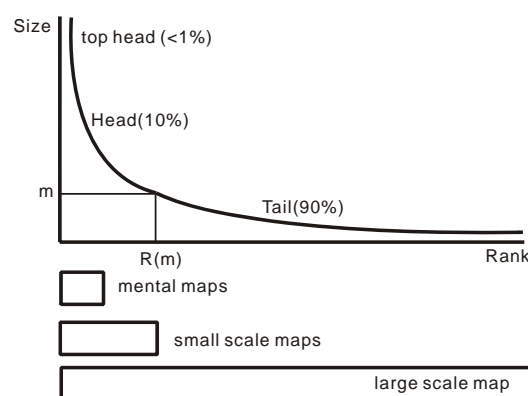 Size
top head (<1%)
Head(10%)
m
Tail(90%)
R(m)
Rank
mental maps
small scale maps
large scale map